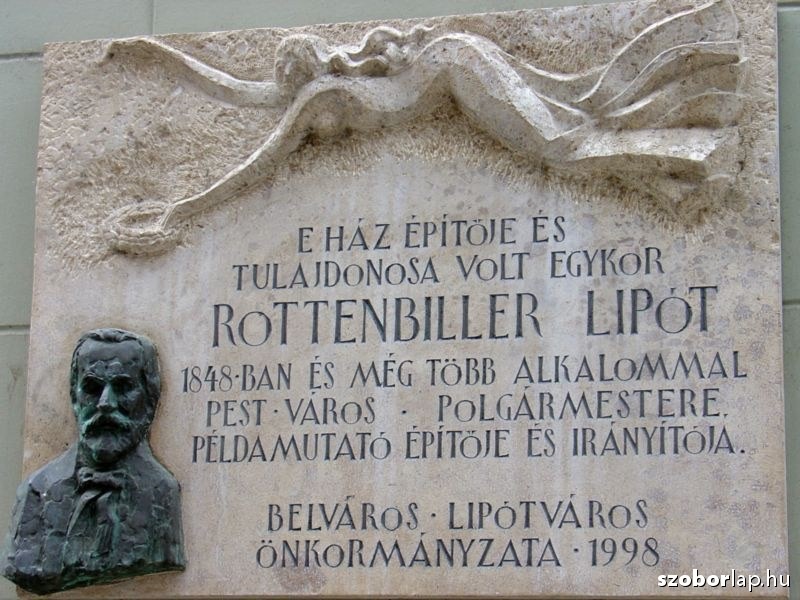 E HÁZ ÉPÍTŐJE ÉS
TULAJDONOSA VOLT EGYKOR
ROTTENBILLER LIPÓT
1848·BAN ÉS MÉG TÖBB ALKALOMMAL
PEST·VÁROS · POLGÁRMESTERE,
PÉLDAMUTATÓ ÉPÍTŐJE ÉS IRÁNYÍTÓJA.
BELVÁROS·LIPÓTVÁROS
ÖNKORMÁNYZATA·1998
szoborlap.hu